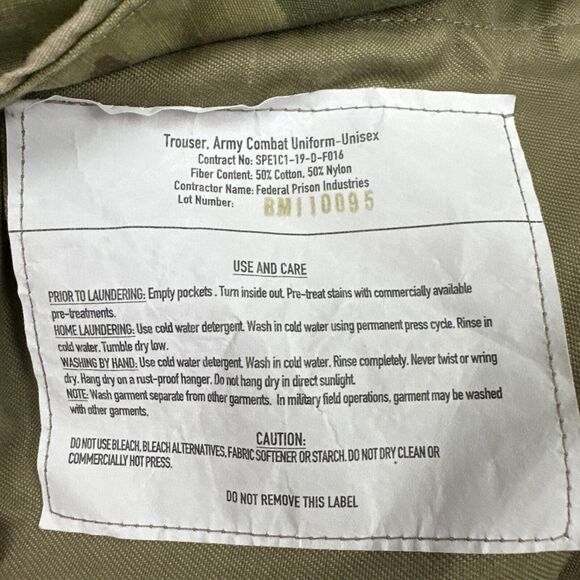 Trouser, Army Combat Uniform-Unisex
Contract No: SPE1C1-19-D-F016
Fiber Content: 50% Cotton, 50% Nylon
Contractor Name: Federal Prison Industries
Lot Number: BM110095
USE AND CARE
PRIOR TO LAUNDERING: Empty pockets . Turn inside out. Pre-treat stains with commercially available
pre-treatments.
HOME LAUNDERING: Use cold water detergent. Wash in cold water using permanent press cycle. Rinse in
cold water. Tumble dry low.
WASHING BY HAND: Use cold water detergent. Wash in cold water. Rinse completely. Never twist or wring
dry. Hang dry on a rust-proof hanger. Do not hang dry in direct sunlight.
NOTE: Wash garment separate from other garments. In military field operations, garment may be washed
with other garments.
CAUTION:
DO NOT USE BLEACH, BLEACH ALTERNATIVES, FABRIC SOFTENER OR STARCH. DO NOT DRY CLEAN OR
COMMERCIALLY HOT PRESS.
DO NOT REMOVE THIS LABEL